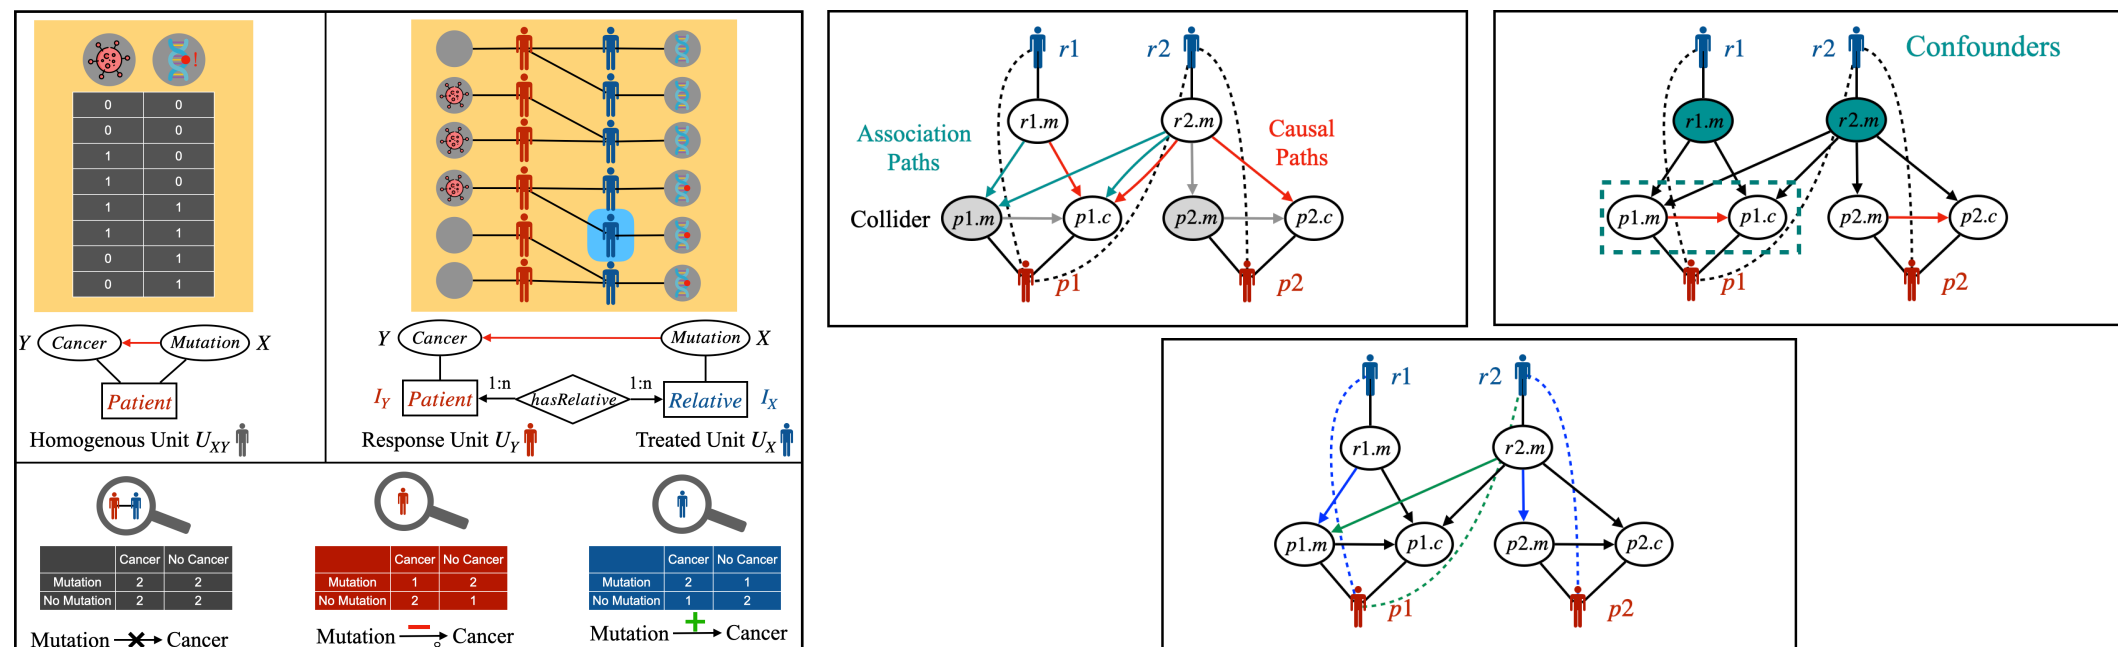 !
0 0
0 0
1 0
1 0
1 1
1 1
0 1
0 1
Y Cancer Mutation X
Patient
Homogenous Unit U_XY
Y Cancer Mutation X
1:n 1:n
I_Y Patient hasRelative Relative I_X
Response Unit U_Y Treated Unit U_X
Cancer No Cancer
Mutation 2 2
No Mutation 2 2
Mutation Cancer
Cancer No Cancer
Mutation 1 2
No Mutation 2 1
Mutation Cancer
Cancer No Cancer
Mutation 2 1
No Mutation 1 2
Mutation Cancer
r1 r2
r1.m r2.m
Association
Paths
Causal
Paths
Collider p1.m p1.c p2.m p2.c
p1 p2
r1 r2 Confounders
r1.m r2.m
p1.m p1.c p2.m p2.c
p1 p2
r1 r2
r1.m r2.m
p1.m p1.c p2.m p2.c
p1 p2